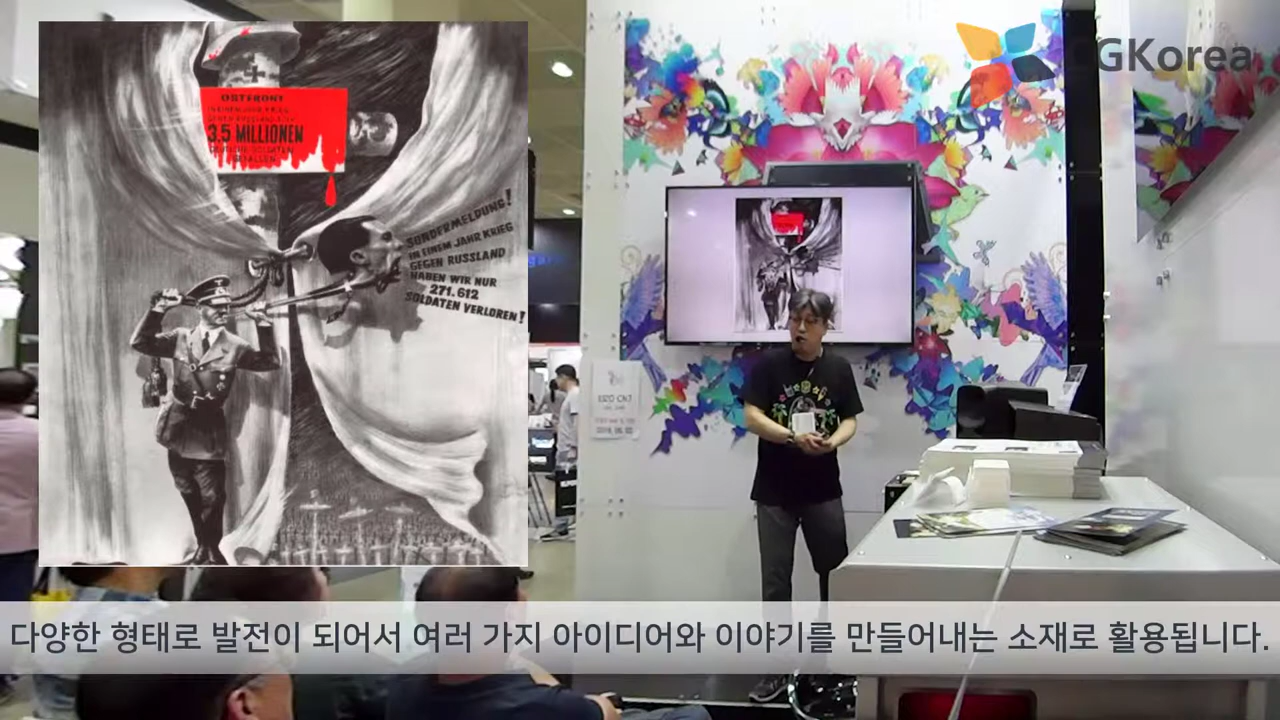 CGKorea
OSTFRONT
3.5 MILLIONEN
SONDERMELDUNG!
IN EINEM JAHR KRIEG
GEGEN RUSSLAND
HABEN WIR NUR
271.612
SOLDATEN VERLOREN!
다양한 형태로 발전이 되어서 여러 가지 아이디어와 이야기를 만들어내는 소재로 활용됩니다.